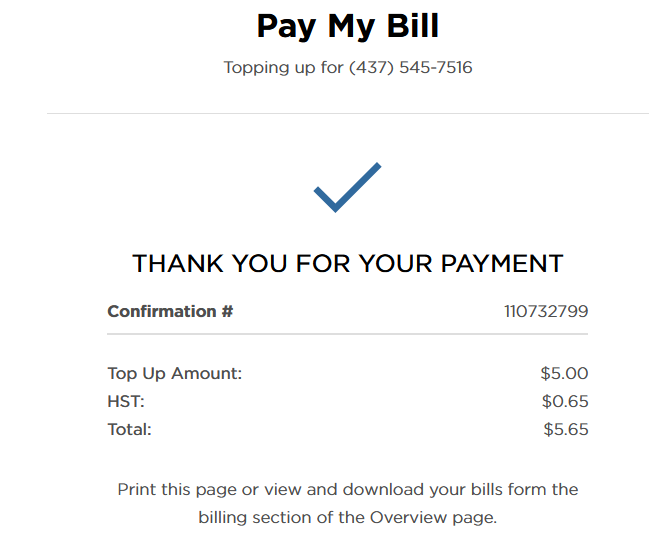 Pay My Bill
Topping up for (437) 545-7516
THANK YOU FOR YOUR PAYMENT
Confirmation # 110732799
Top Up Amount: $5.00
HST: $0.65
Total: $5.65
Print this page or view and download your bills form the
billing section of the Overview page.